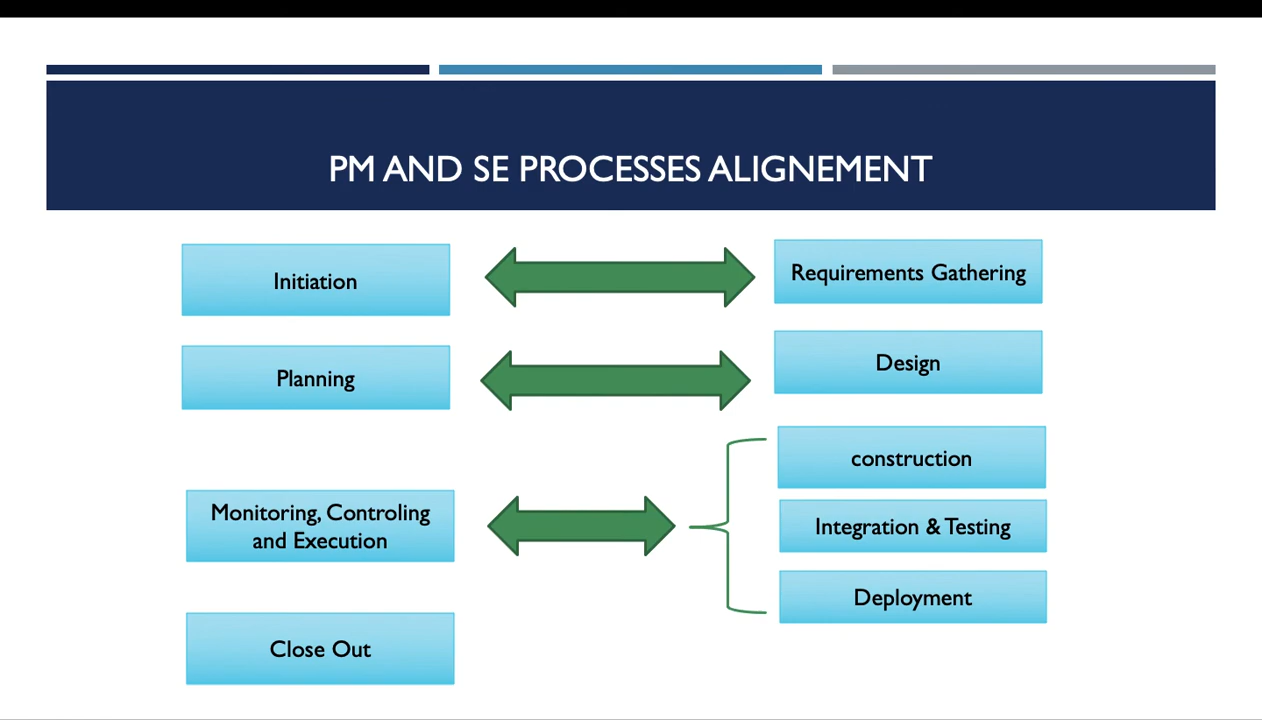 PM AND SE PROCESSES ALIGNEMENT
Initiation
Requirements Gathering
Planning
Design
Monitoring, Controling
and Execution
construction
Integration & Testing
Deployment
Close Out